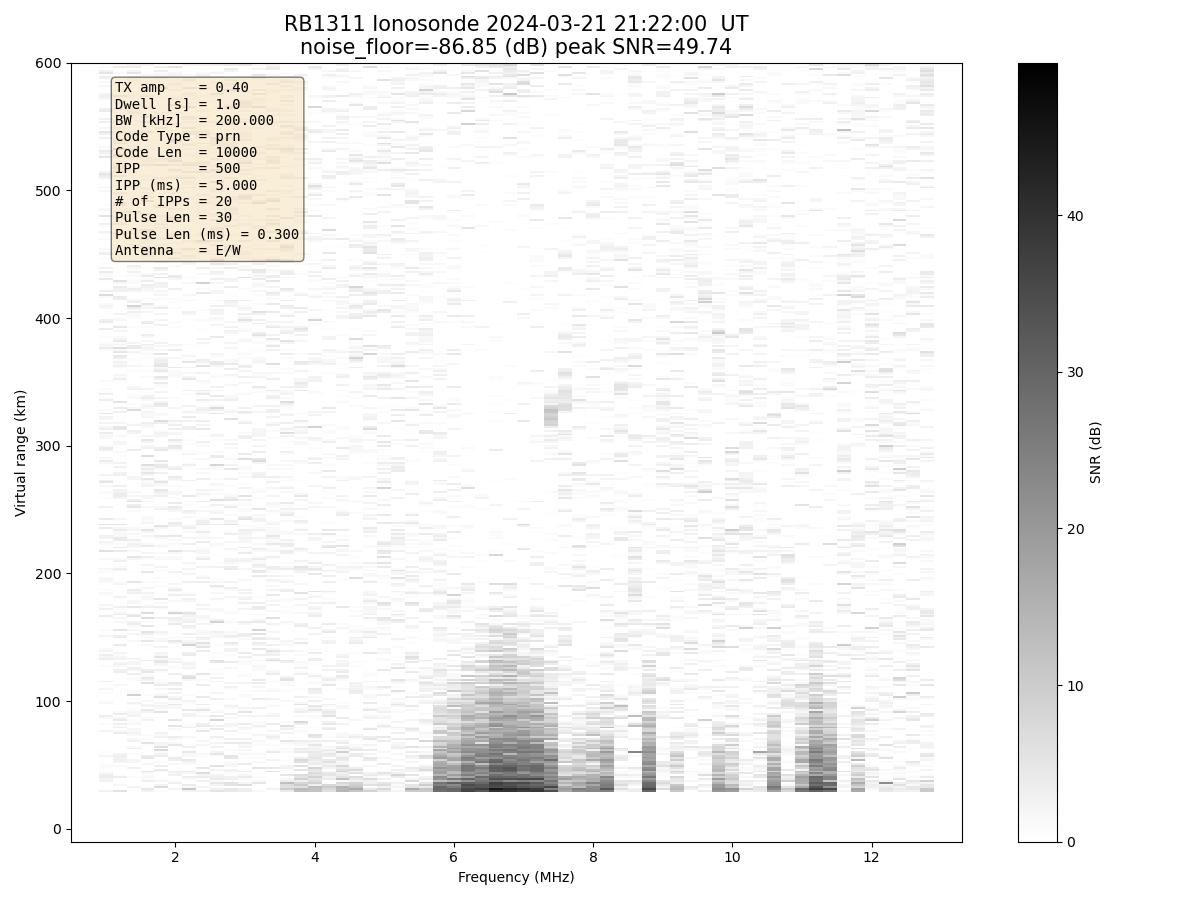 RB1311 Ionosonde 2024-03-21 21:22:00  UT
noise_floor=-86.85 (dB) peak SNR=49.74
TX amp    = 0.40
Dwell [s] = 1.0
BW [kHz]  = 200.000
Code Type = prn
Code Len  = 10000
IPP       = 500
IPP (ms)  = 5.000
# of IPPs = 20
Pulse Len = 30
Pulse Len (ms) = 0.300
Antenna   = E/W
600
500
400
300
200
100
0
Virtual range (km)
2 4 6 8 10 12
Frequency (MHz)
40
30
20
10
0
SNR (dB)